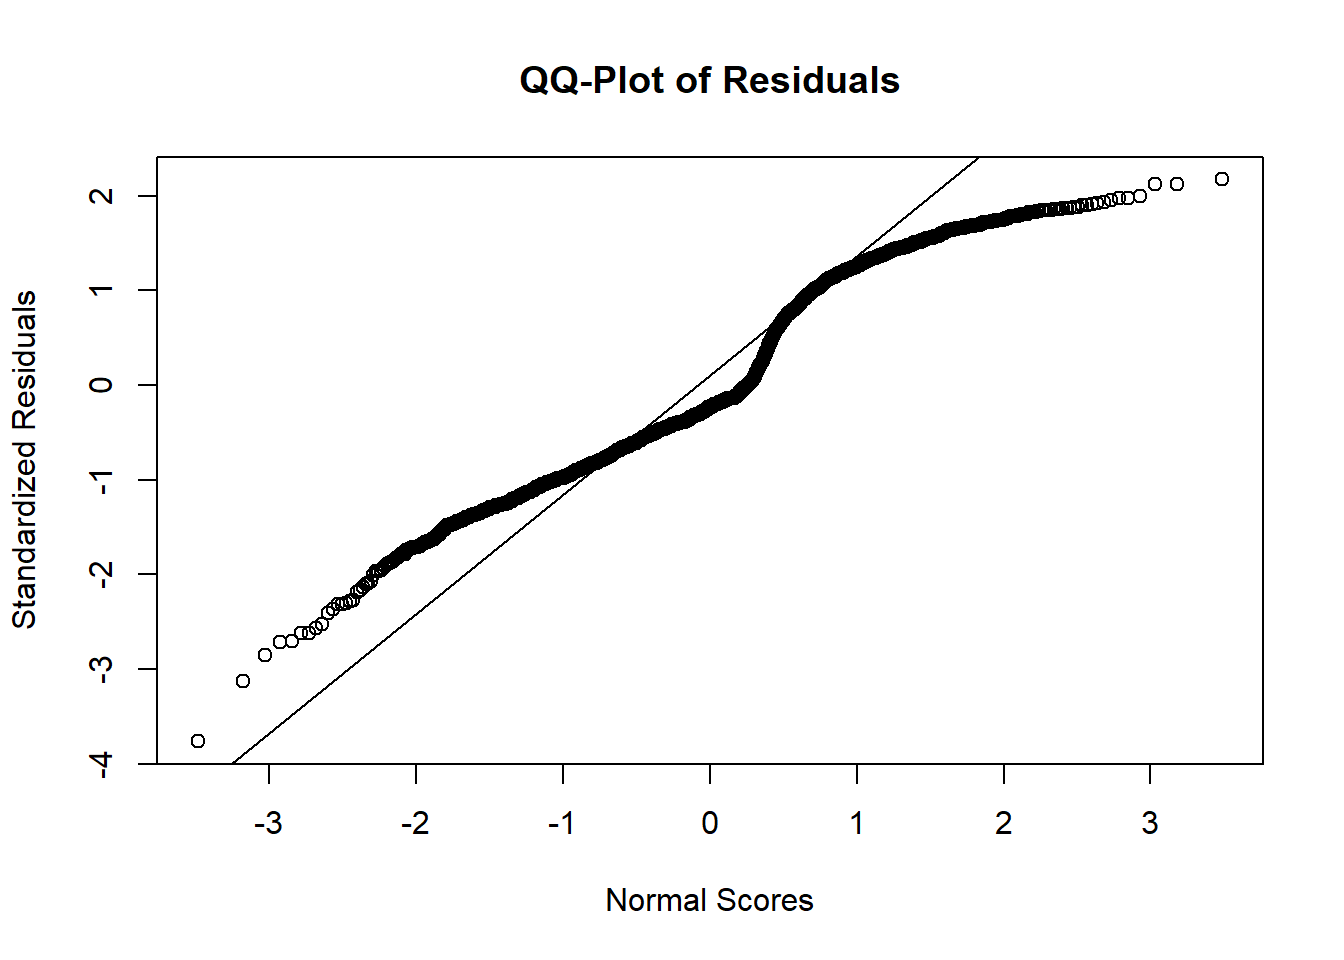 QQ-Plot of Residuals
Standardized Residuals
2
1
0
-1
-2
-3
-4
-3 -2 -1 0 1 2 3
Normal Scores